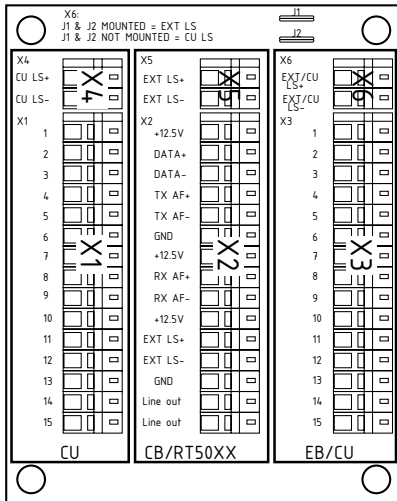 X6:
J1 & J2 MOUNTED = EXT LS
J1 & J2 NOT MOUNTED = CU LS
J1
J2
X4
CU LS+
CU LS-
X4
X1
1
2
3
4
5
6
7
8
9
10
11
12
13
14
15
X1
CU
X5
EXT LS+
EXT LS-
X5
X2
+12.5V
DATA+
DATA-
TX AF+
TX AF-
GND
+12.5V
RX AF+
RX AF-
+12.5V
EXT LS+
EXT LS-
GND
Line out
Line out
X2
CB/RT50XX
X6
EXT/CU
LS+
EXT/CU
LS-
X6
X3
1
2
3
4
5
6
7
8
9
10
11
12
13
14
15
X3
EB/CU